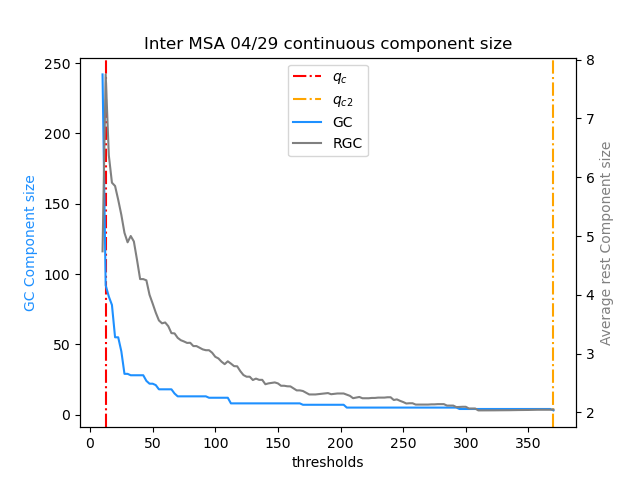 Inter MSA 04/29 continuous component size
GC Component size
250
200
150
100
50
0
q_c
q_c2
GC
RGC
8
7
6
5
4
3
2
Average rest Component size
0 50 100 150 200 250 300 350
thresholds